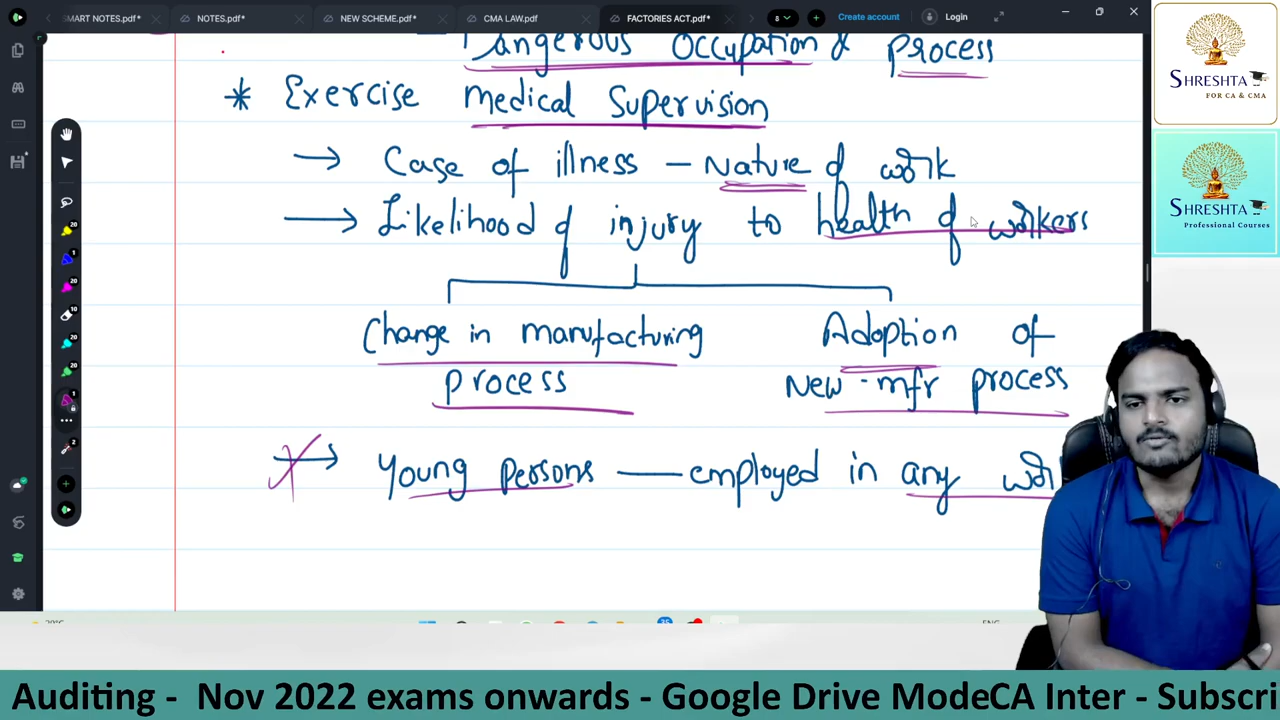 SMART NOTES.pdf* NOTES.pdf* NEW SCHEME.pdf* CMA LAW.pdf FACTORIES ACT.pdf* 8 Create account Login
Dangerous Occupation & Process
* Exercise medical Supervision
→ Case of illness — Nature of work
→ Likelihood of injury to health of workers
Change in manufacturing process
Adoption of New - mfr process
→ Young persons — employed in any
SHRESHTA
FOR CA & CMA
SHRESHTA
Professional Courses
ENG
Auditing - Nov 2022 exams onwards - Google Drive ModeCA Inter - Subscri